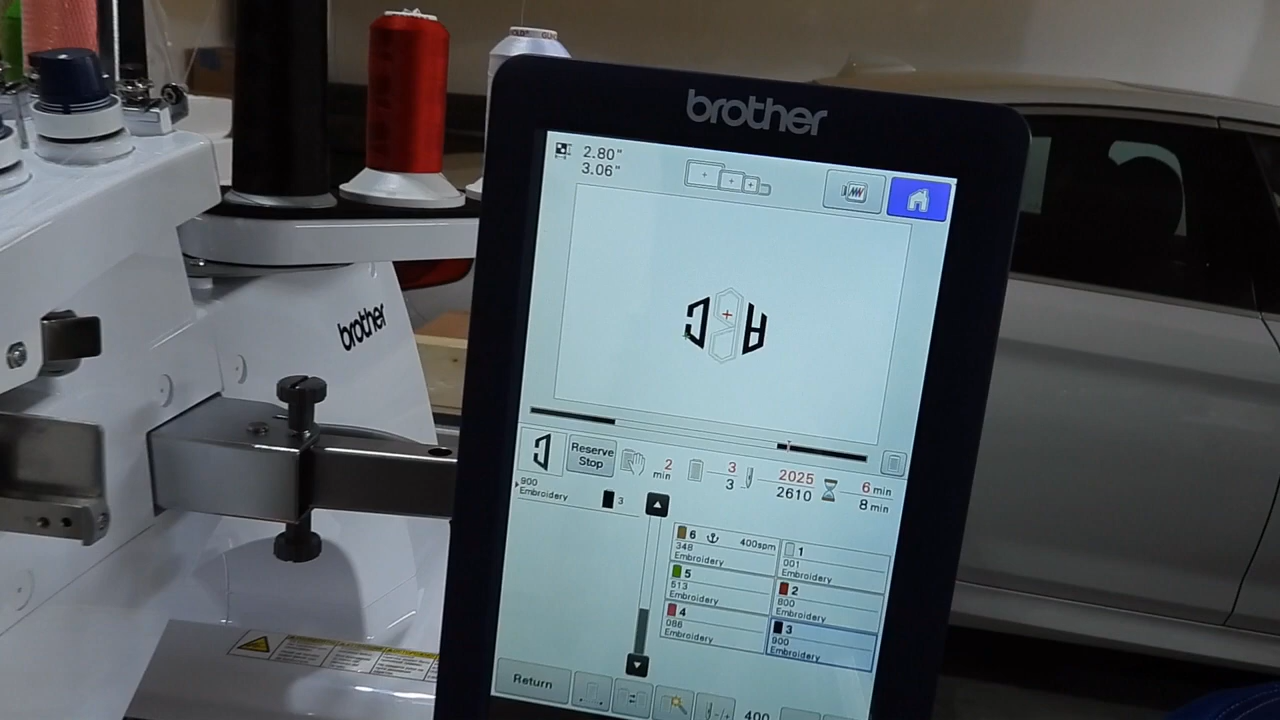 brother
2.80"
3.06"
brother
Reserve
Stop
2
min
3
3
2025
2610
6 min
8 min
900
Embroidery
3
6
400spm
348
Embroidery
1
001
Embroidery
5
513
Embroidery
2
800
Embroidery
4
086
Embroidery
3
900
Embroidery
Return
400